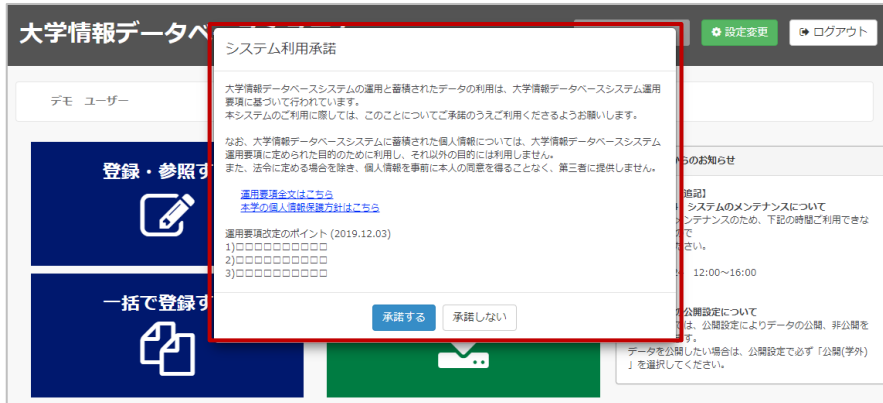 大学情報データベ
設定変更
ログアウト
デモ　ユーザー
システム利用承諾
大学情報データベースシステムの運用と蓄積されたデータの利用は、大学情報データベースシステム運用
要項に基づいて行われています。
本システムのご利用に際しては、このことについてご承諾のうえご利用くださるようお願いします。
なお、大学情報データベースシステムに蓄積された個人情報については、大学情報データベースシステム
運用要項に定められた目的のために利用し、それ以外の目的には利用しません。
また、法令に定める場合を除き、個人情報を事前に本人の同意を得ることなく、第三者に提供しません。
運用要項全文はこちら
本学の個人情報保護方針はこちら
運用要項改定のポイント (2019.12.03)
1)□□□□□□□□□□
2)□□□□□□□□□□
3)□□□□□□□□□□
承諾する
承諾しない
登録・参照す
一括で登録す
らのお知らせ
追記】
システムのメンテナンスについて
ンテナンスのため、下記の時間ご利用できな
ので
ださい。
12:00～16:00
公開設定について
は、公開設定によりデータの公開、非公開を
す。
データを公開したい場合は、公開設定で必ず「公開(学外)
」を選択してください。